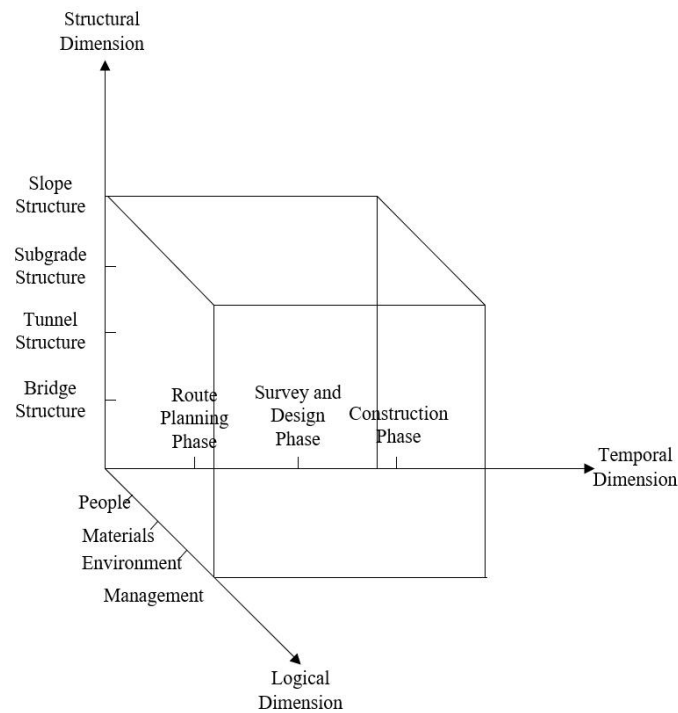 Structural
Dimension
Slope
Structure
Subgrade
Structure
Tunnel
Structure
Bridge
Structure
Route
Planning
Phase
Survey and
Design
Phase
Construction
Phase
Temporal
Dimension
People
Materials
Environment
Management
Logical
Dimension